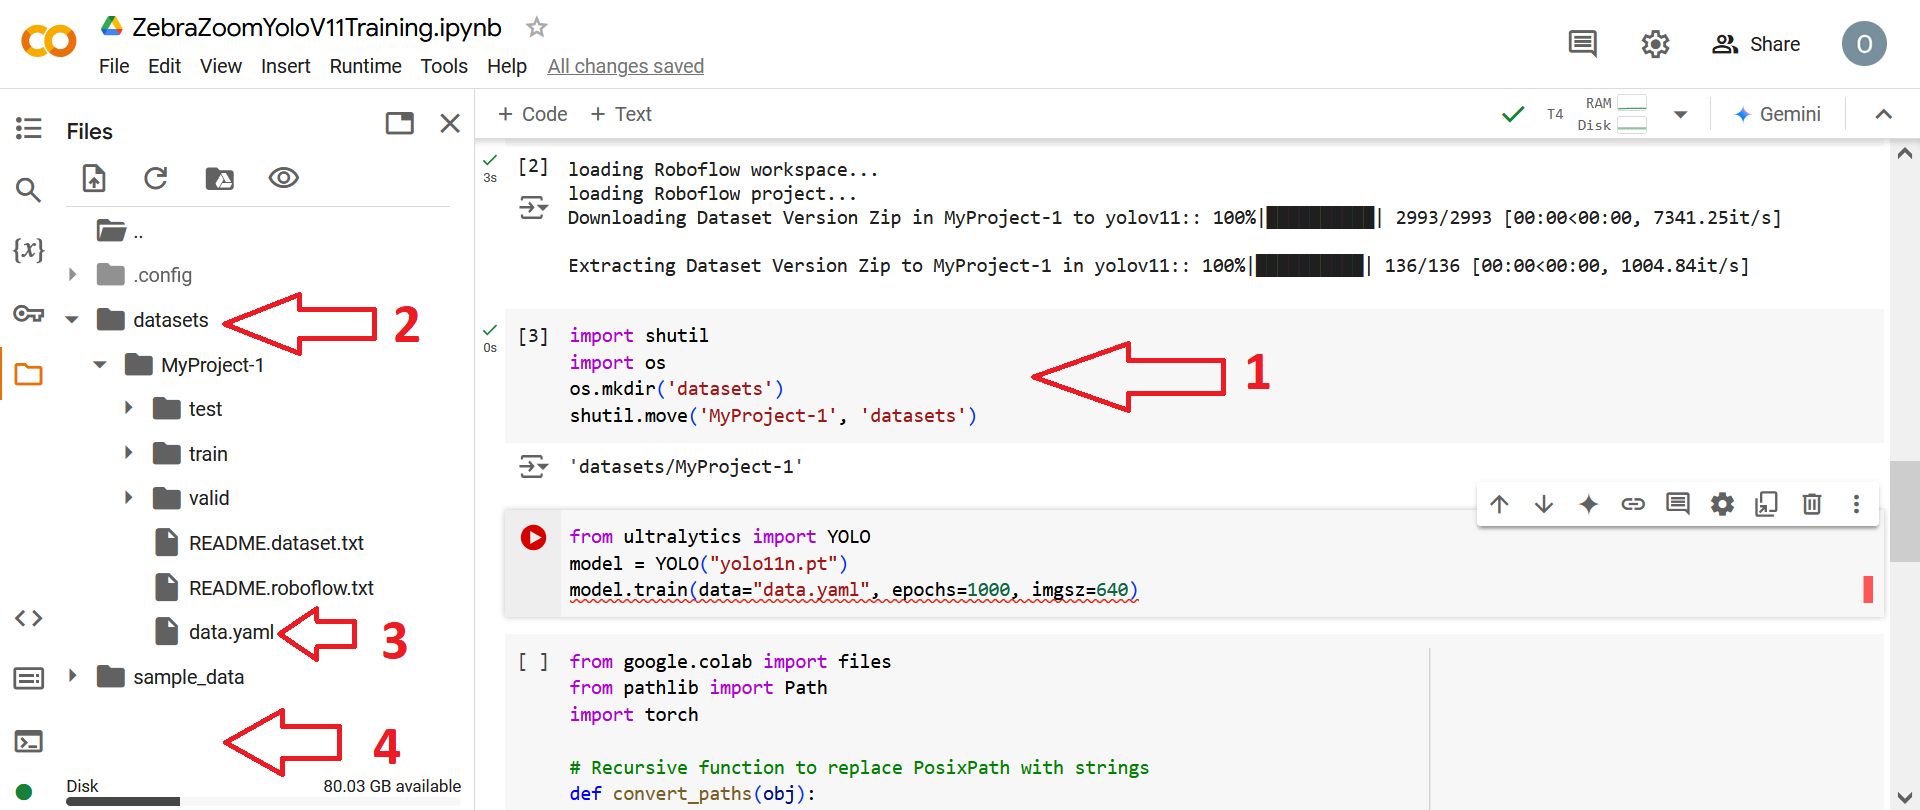 ZebraZoomYoloV11Training.ipynb
File Edit View Insert Runtime Tools Help All changes saved
Share
O
Files
+ Code + Text
T4
RAM
Disk
Gemini
..
.config
datasets
2
MyProject-1
test
train
valid
README.dataset.txt
README.roboflow.txt
data.yaml
3
sample_data
4
Disk 80.03 GB available
{x}
3s
[2] loading Roboflow workspace...
loading Roboflow project...
Downloading Dataset Version Zip in MyProject-1 to yolov11:: 100%|██████████| 2993/2993 [00:00<00:00, 7341.25it/s]
Extracting Dataset Version Zip to MyProject-1 in yolov11:: 100%|██████████| 136/136 [00:00<00:00, 1004.84it/s]
0s
[3] import shutil
import os
os.mkdir('datasets')
shutil.move('MyProject-1', 'datasets')
1
'datasets/MyProject-1'
from ultralytics import YOLO
model = YOLO("yolo11n.pt")
model.train(data="data.yaml", epochs=1000, imgsz=640)
[ ] from google.colab import files
from pathlib import Path
import torch
# Recursive function to replace PosixPath with strings
def convert_paths(obj):